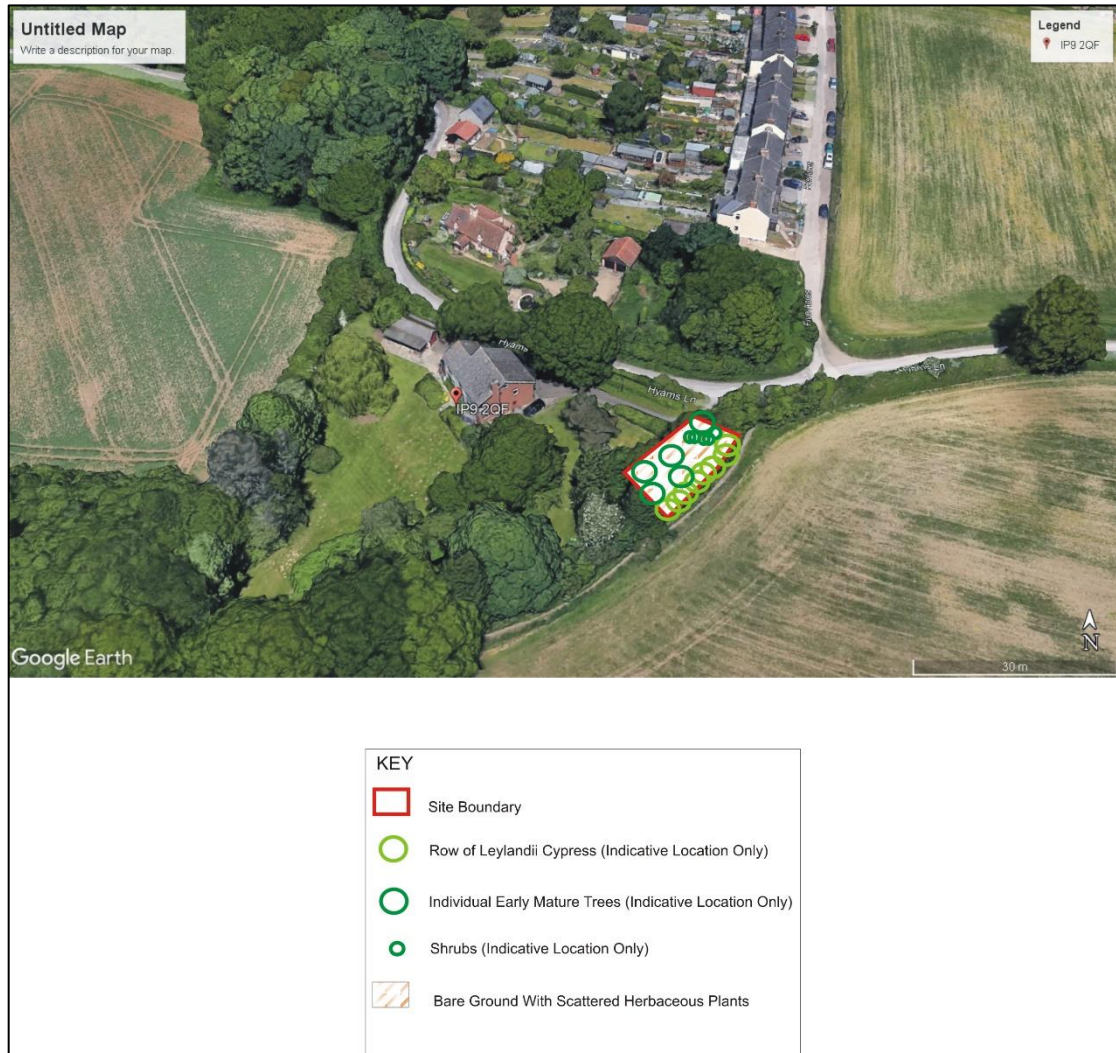 Untitled Map
Write a description for your map.
Legend
IP9 2QF
Hyams
IP9 2QF
Hyams Ln
Google Earth
N
30 m
KEY
Site Boundary
Row of Leylandii Cypress (Indicative Location Only)
Individual Early Mature Trees (Indicative Location Only)
Shrubs (Indicative Location Only)
Bare Ground With Scattered Herbaceous Plants